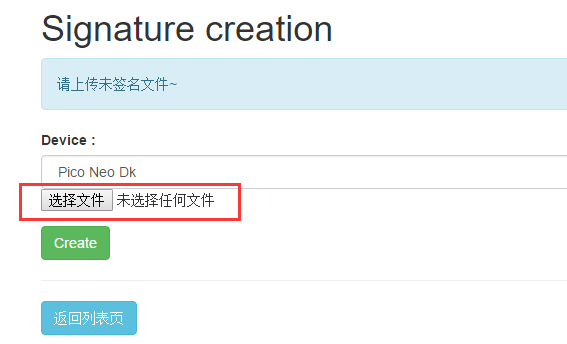 Signature creation
请上传未签名文件~
Device :
Pico Neo Dk
选择文件 未选择任何文件
Create
返回列表页